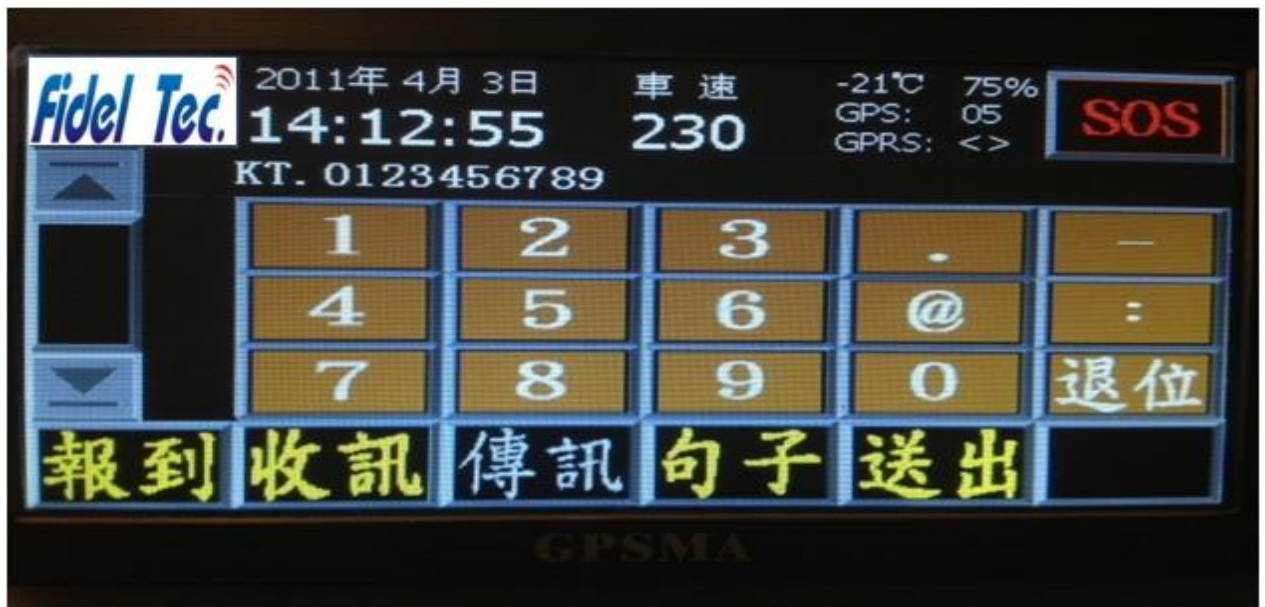 Fidel Tec.
2011年 4月 3日 車 速 -21℃ 75%
14:12:55 230 GPS: 05
GPRS: <>
SOS
KT. 0123456789
1 2 3 . －
4 5 6 @ :
7 8 9 0 退位
報到 收訊 傳訊 句子 送出
GPSMA